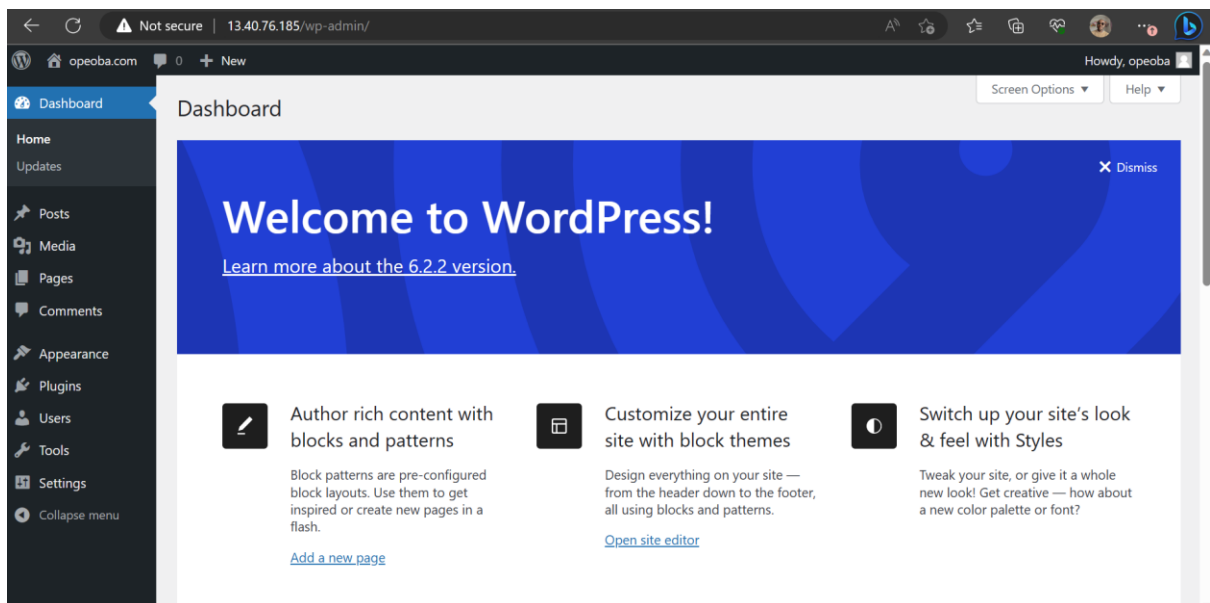 Not secure | 13.40.76.185/wp-admin/
opeoba.com 0 + New Howdy, opeoba
Screen Options ▼ Help ▼
Dashboard
Home
Updates
Posts
Media
Pages
Comments
Appearance
Plugins
Users
Tools
Settings
Collapse menu
Dashboard
Dismiss
Welcome to WordPress!
Learn more about the 6.2.2 version.
Author rich content with
blocks and patterns
Block patterns are pre-configured
block layouts. Use them to get
inspired or create new pages in a
flash.
Add a new page
Customize your entire
site with block themes
Design everything on your site —
from the header down to the footer,
all using blocks and patterns.
Open site editor
Switch up your site’s look
& feel with Styles
Tweak your site, or give it a whole
new look! Get creative — how about
a new color palette or font?